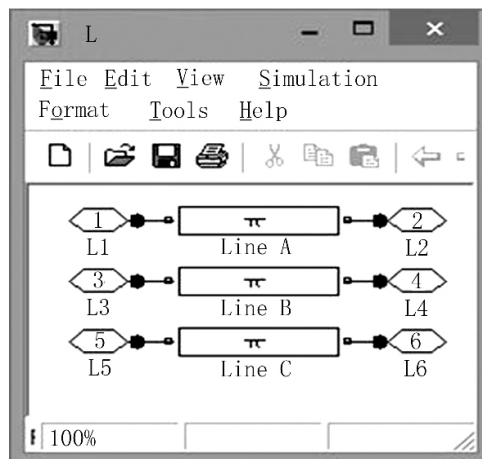 L
File Edit View Simulation
Format Tools Help
1 2
L1 Line A L2
3 4
L3 Line B L4
5 6
L5 Line C L6
100%